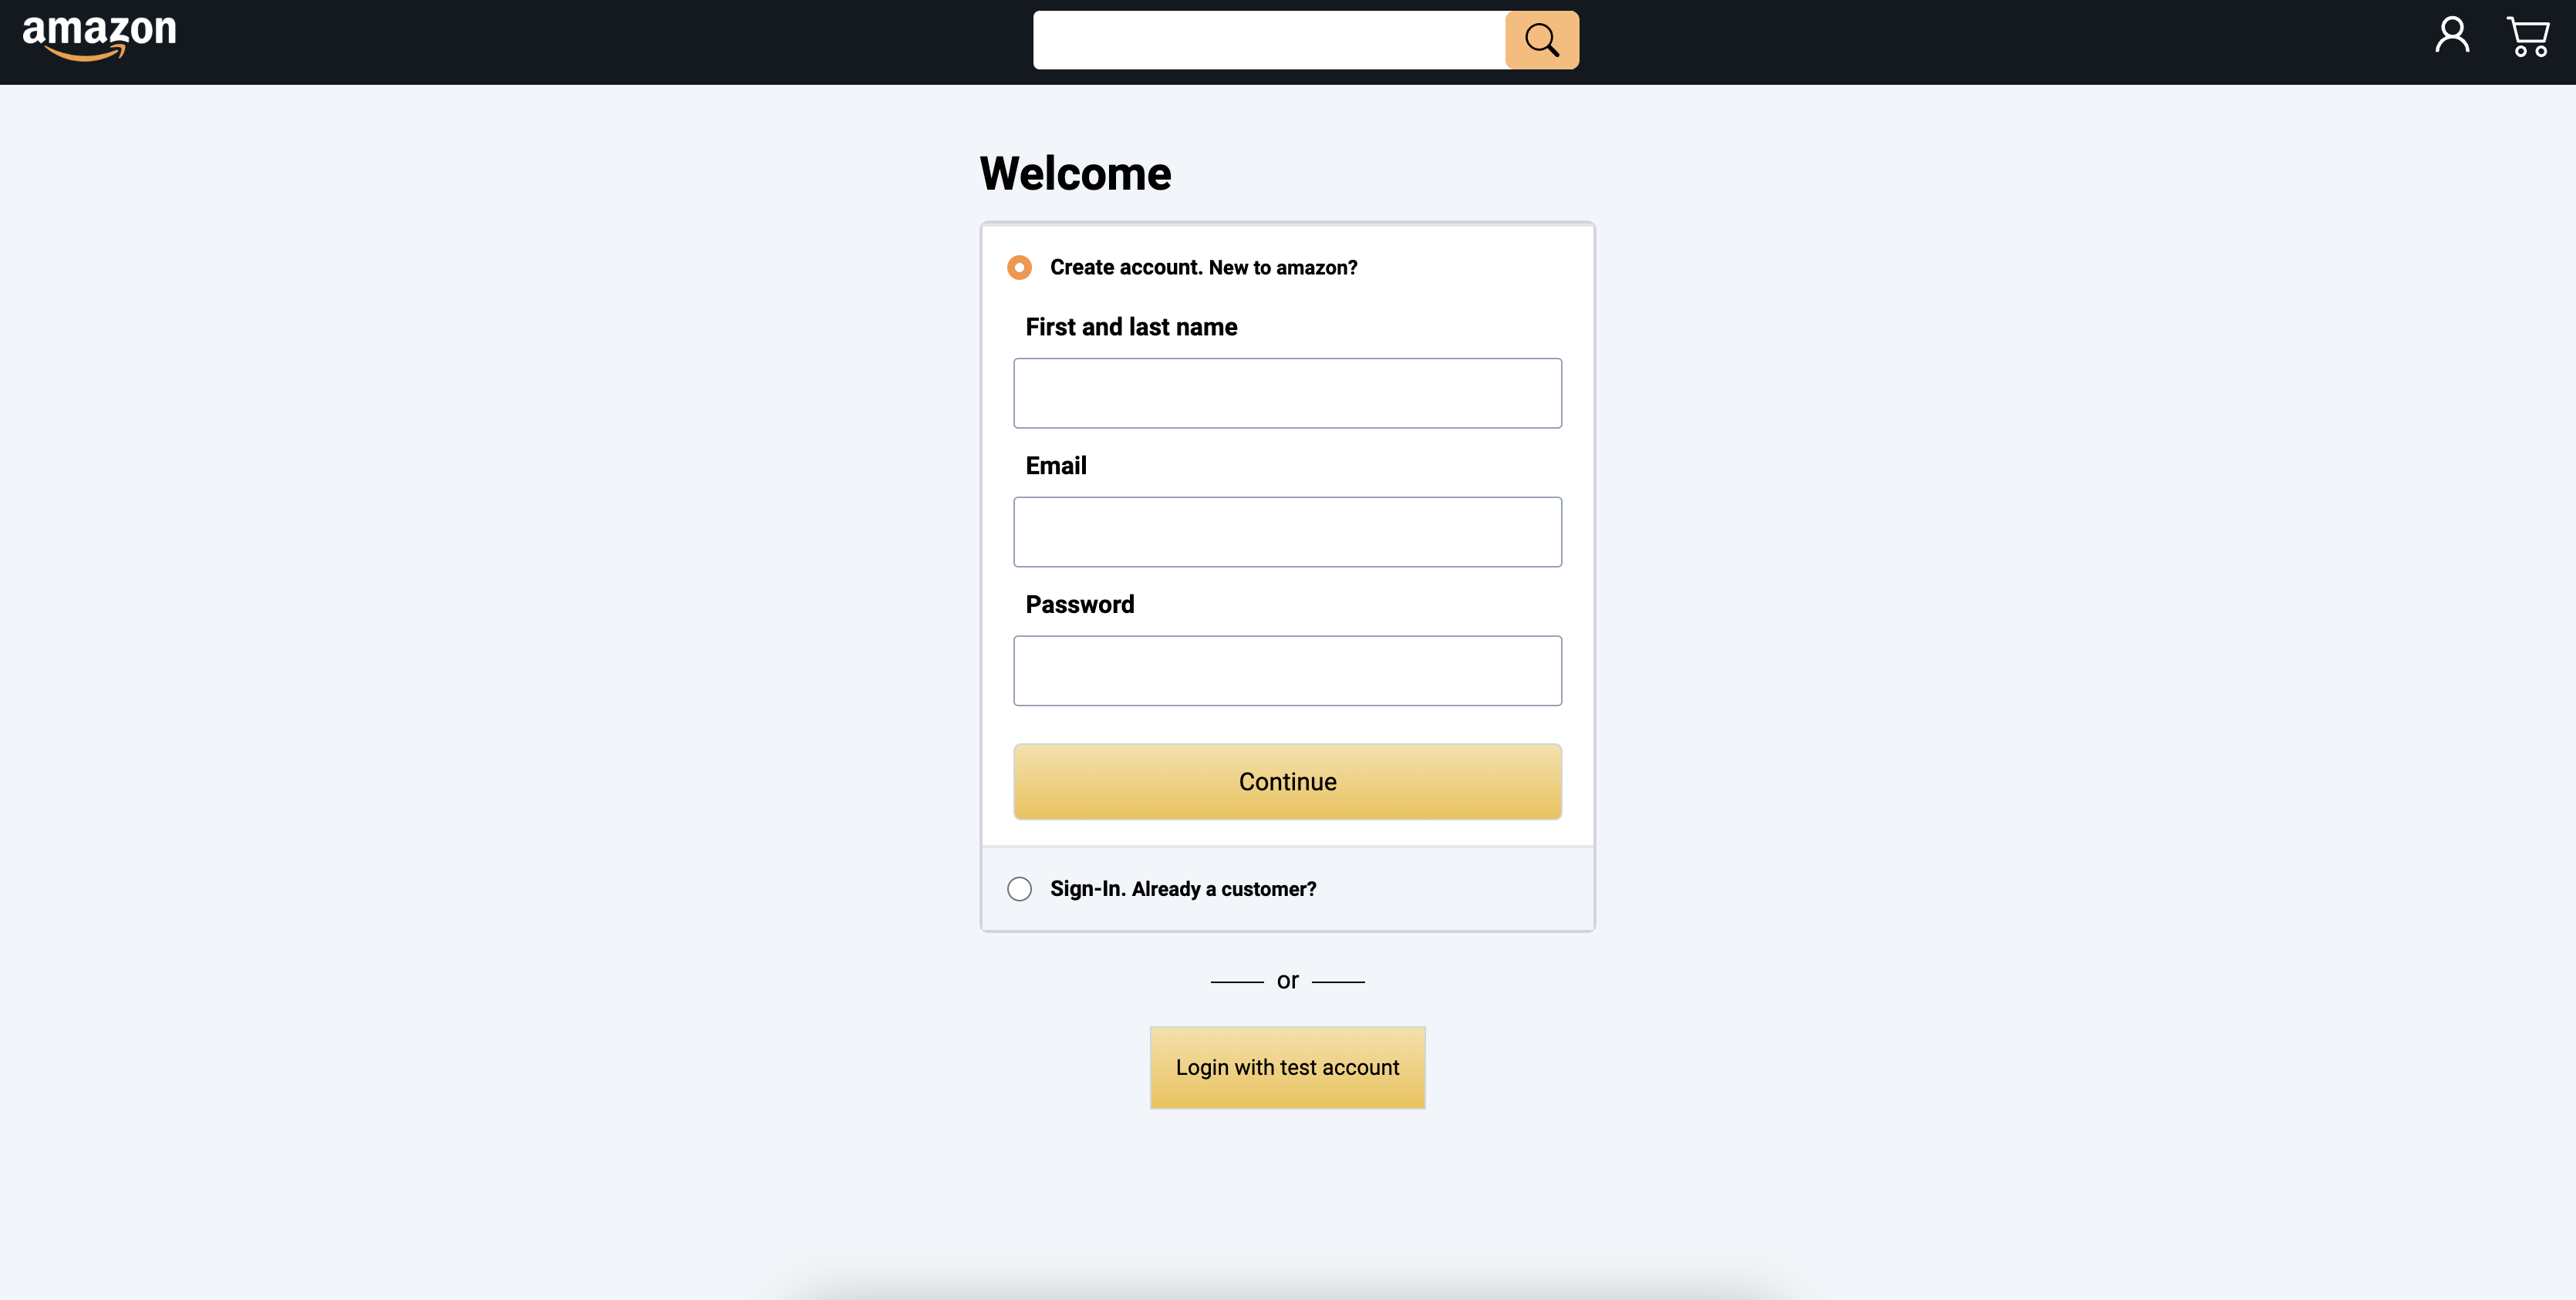 amazon
Welcome
Create account. New to amazon?
First and last name
Email
Password
Continue
Sign-In. Already a customer?
or
Login with test account